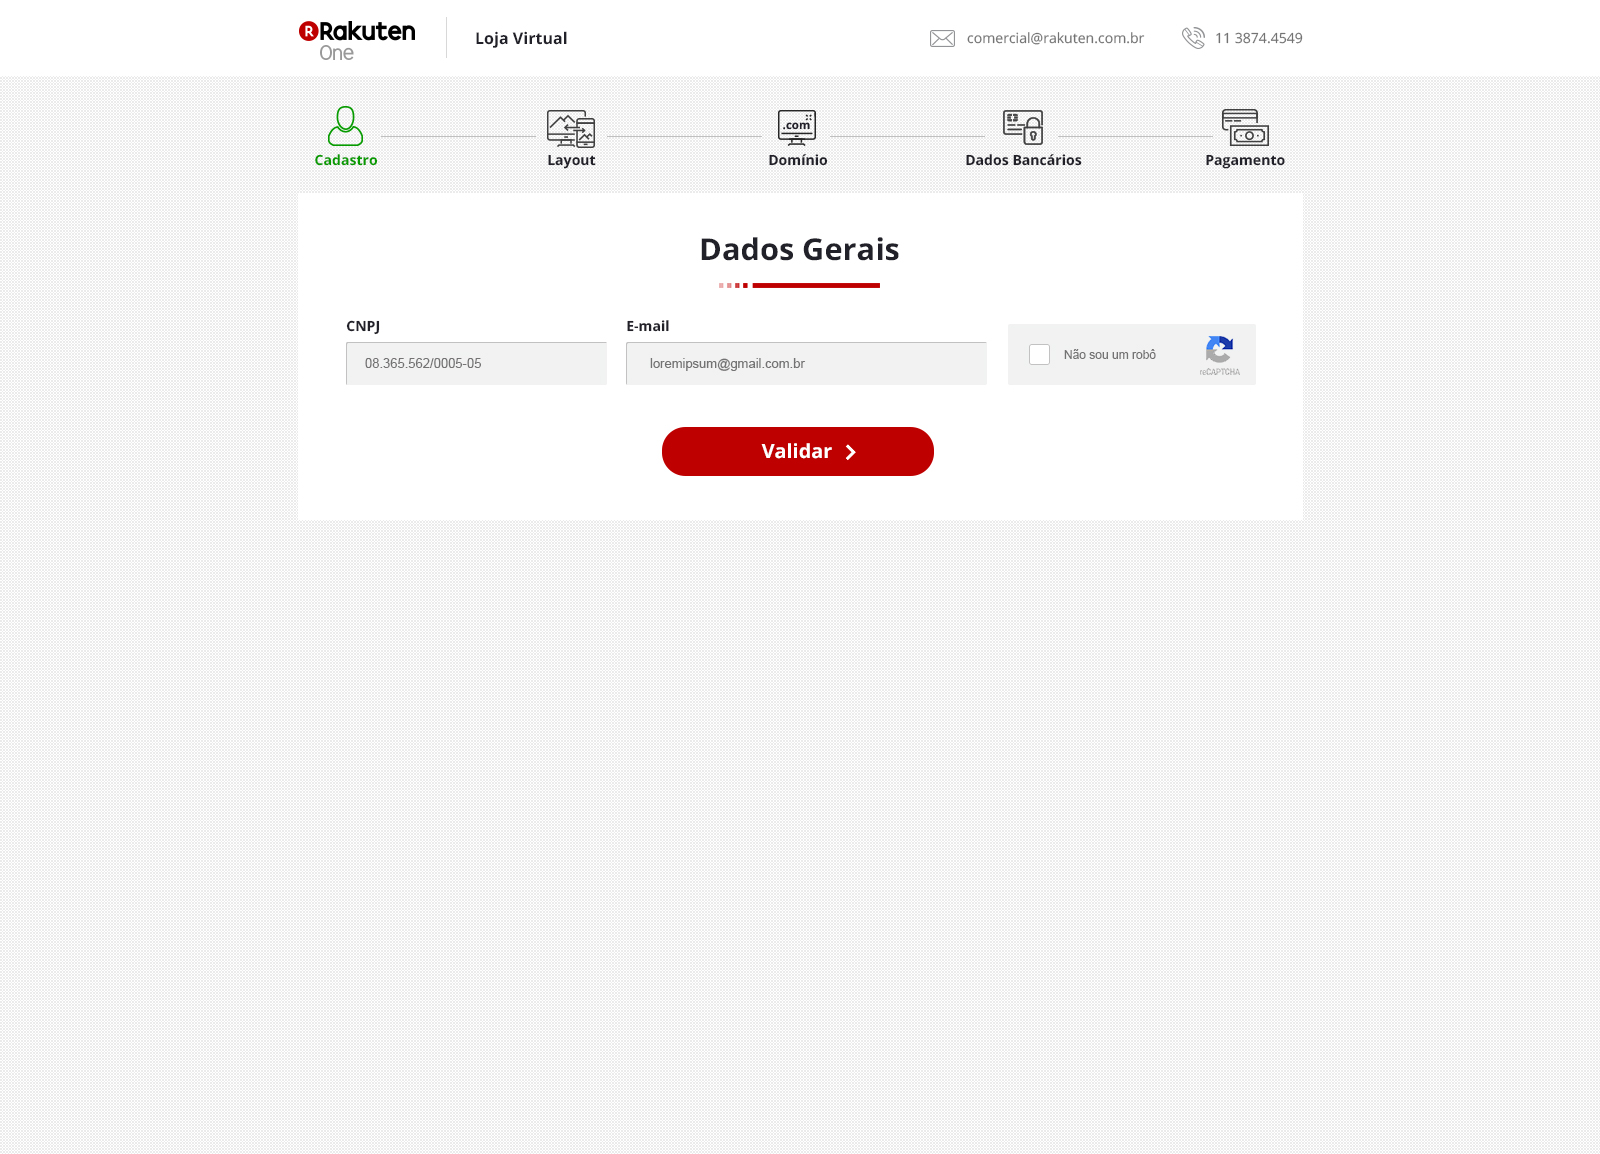 Rakuten
One
Loja Virtual
comercial@rakuten.com.br
11 3874.4549
.com
Cadastro
Layout
Domínio
Dados Bancários
Pagamento
Dados Gerais
CNPJ
E-mail
08.365.562/0005-05
loremipsum@gmail.com.br
Não sou um robô
reCAPTCHA
Validar